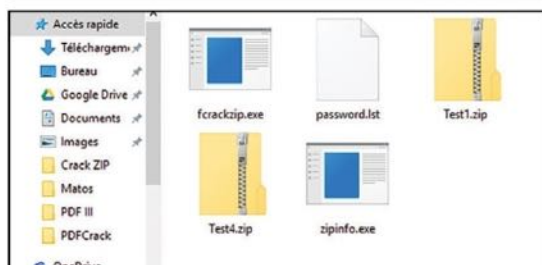 Accès rapide
Téléchargem
Bureau
Google Drive
Documents
Images
Crack ZIP
Matos
PDF III
PDFCrack
OneDrive
fcrackzip.exe
password.lst
Test1.zip
Test4.zip
zipinfo.exe